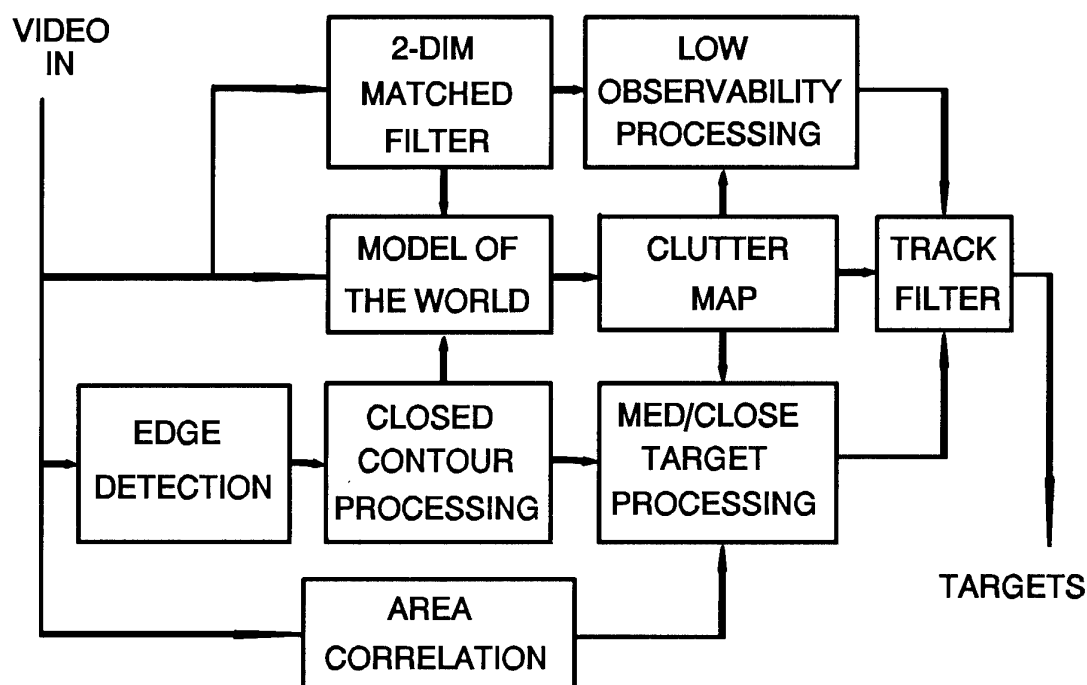 VIDEO
IN
2-DIM
MATCHED
FILTER
LOW
OBSERVABILITY
PROCESSING
MODEL OF
THE WORLD
CLUTTER
MAP
TRACK
FILTER
EDGE
DETECTION
CLOSED
CONTOUR
PROCESSING
MED/CLOSE
TARGET
PROCESSING
AREA
CORRELATION
TARGETS